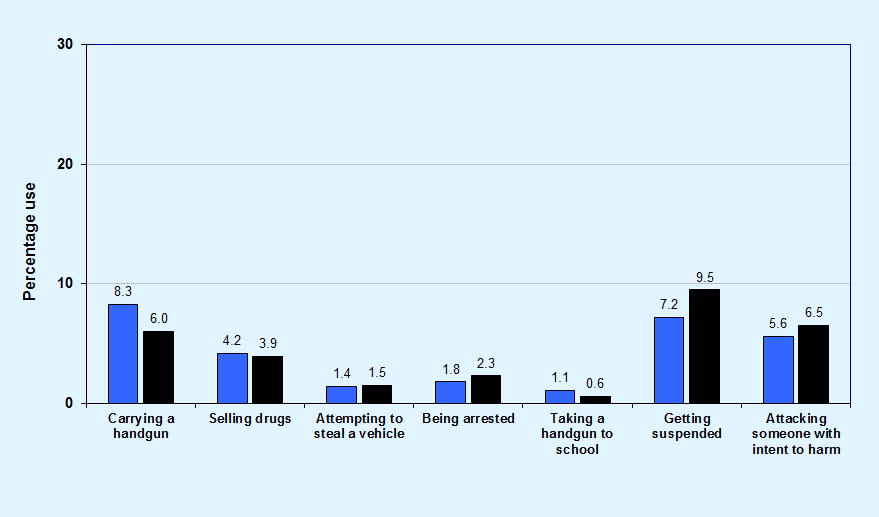 30
20
10
0
Percentage use
8.3
6.0
4.2
3.9
1.4
1.5
1.8
2.3
1.1
0.6
7.2
9.5
5.6
6.5
Carrying a
handgun
Selling drugs
Attempting to
steal a vehicle
Being arrested
Taking a
handgun to
school
Getting
suspended
Attacking
someone with
intent to harm